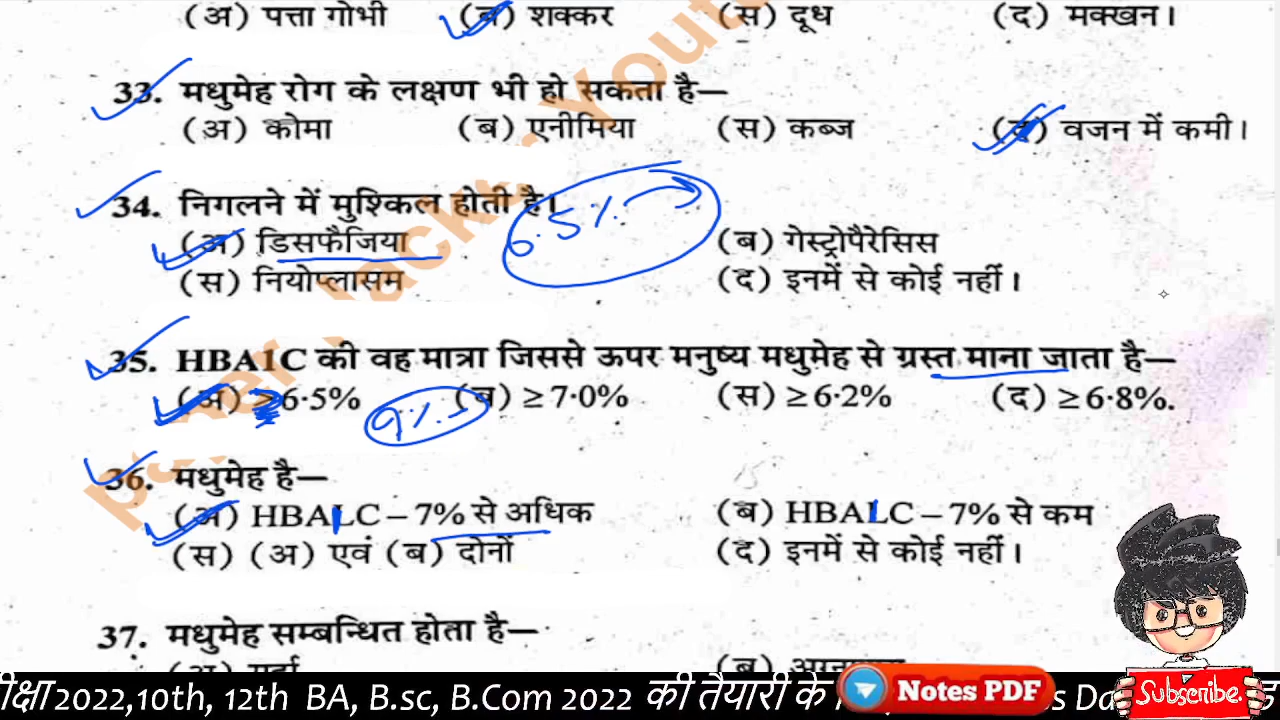 (अ) पत्ता गोभी (ब) शक्कर (स) दूध (द) मक्खन।
33. मधुमेह रोग के लक्षण भी हो सकता है—
(अ) कोमा (ब) एनीमिया (स) कब्ज (द) वजन में कमी।
34. निगलने में मुश्किल होती है।
6.5%
(अ) डिसफैजिया (ब) गेस्ट्रोपैरेसिस
(स) नियोप्लासम (द) इनमें से कोई नहीं।
35. HBA1C की वह मात्रा जिससे ऊपर मनुष्य मधुमेह से ग्रस्त माना जाता है—
(अ) ≥6·5% (ब) ≥7·0% (स) ≥6·2% (द) ≥6·8%.
9%
36. मधुमेह है—
(अ) HBALC – 7% से अधिक (ब) HBALC – 7% से कम
(स) (अ) एवं (ब) दोनों (द) इनमें से कोई नहीं।
37. मधुमेह सम्बन्धित होता है—
(अ) (ब)
2022,10th, 12th BA, B.sc, B.Com 2022 की तैयारी के
Notes PDF
Subscribe.